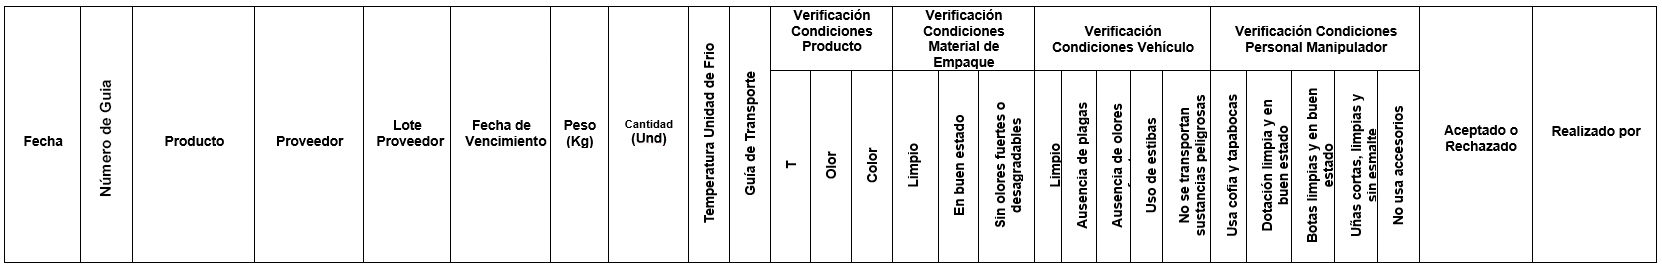 Fecha
Número de Guia
Producto
Proveedor
Lote
Proveedor
Fecha de
Vencimiento
Peso
(Kg)
Cantidad
(Und)
Temperatura Unidad de Frio
Guía de Transporte
Verificación
Condiciones
Producto
T
Olor
Color
Verificación
Condiciones
Material de
Empaque
Limpio
En buen estado
Sin olores fuertes o
desagradables
Verificación
Condiciones Vehículo
Limpio
Ausencia de plagas
Ausencia de olores
Uso de estibas
No se transportan
sustancias peligrosas
Verificación Condiciones
Personal Manipulador
Usa cofia y tapabocas
Dotación limpia y en
buen estado
Botas limpias y en buen
estado
Uñas cortas, limpias y
sin esmalte
No usa accesorios
Aceptado o
Rechazado
Realizado por